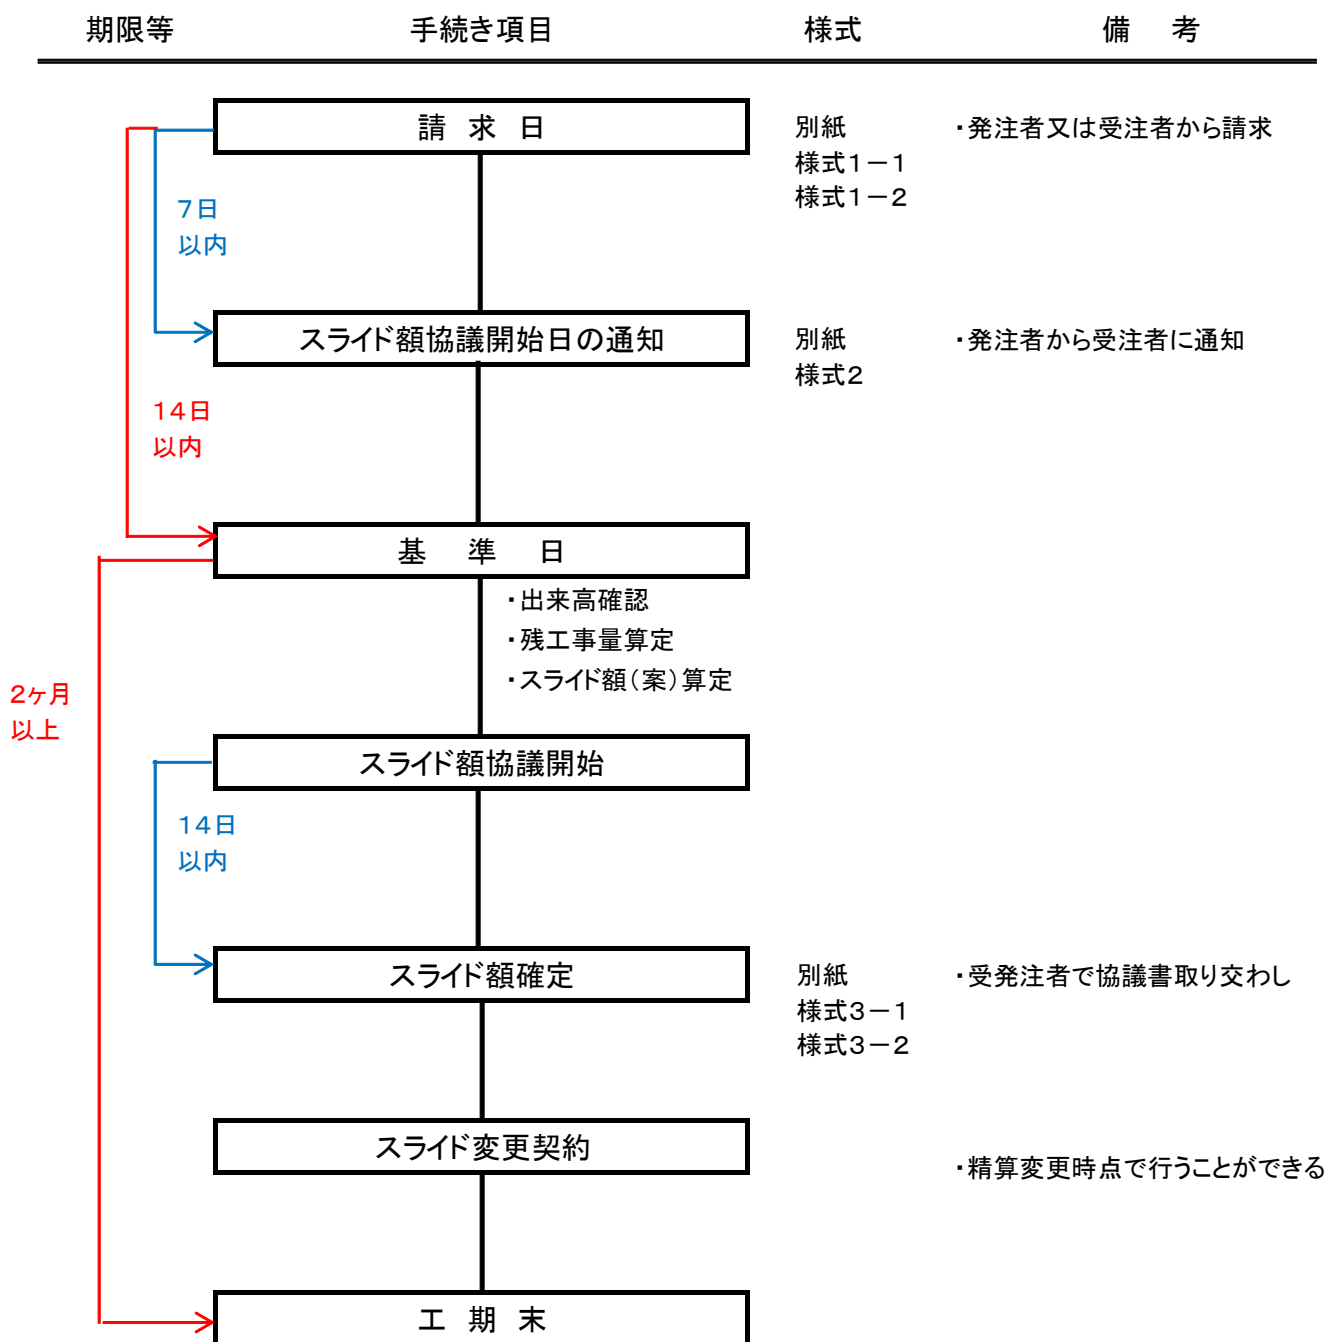 期限等 手続き項目 様式 備 考
請 求 日 別紙 ・発注者又は受注者から請求
様式1－1
様式1－2
7日
以内
スライド額協議開始日の通知 別紙 ・発注者から受注者に通知
様式2
14日
以内
基 準 日
・出来高確認
・残工事量算定
・スライド額（案）算定
2ヶ月
以上
スライド額協議開始
14日
以内
スライド額確定 別紙 ・受発注者で協議書取り交わし
様式3－1
様式3－2
スライド変更契約
・精算変更時点で行うことができる
工 期 末